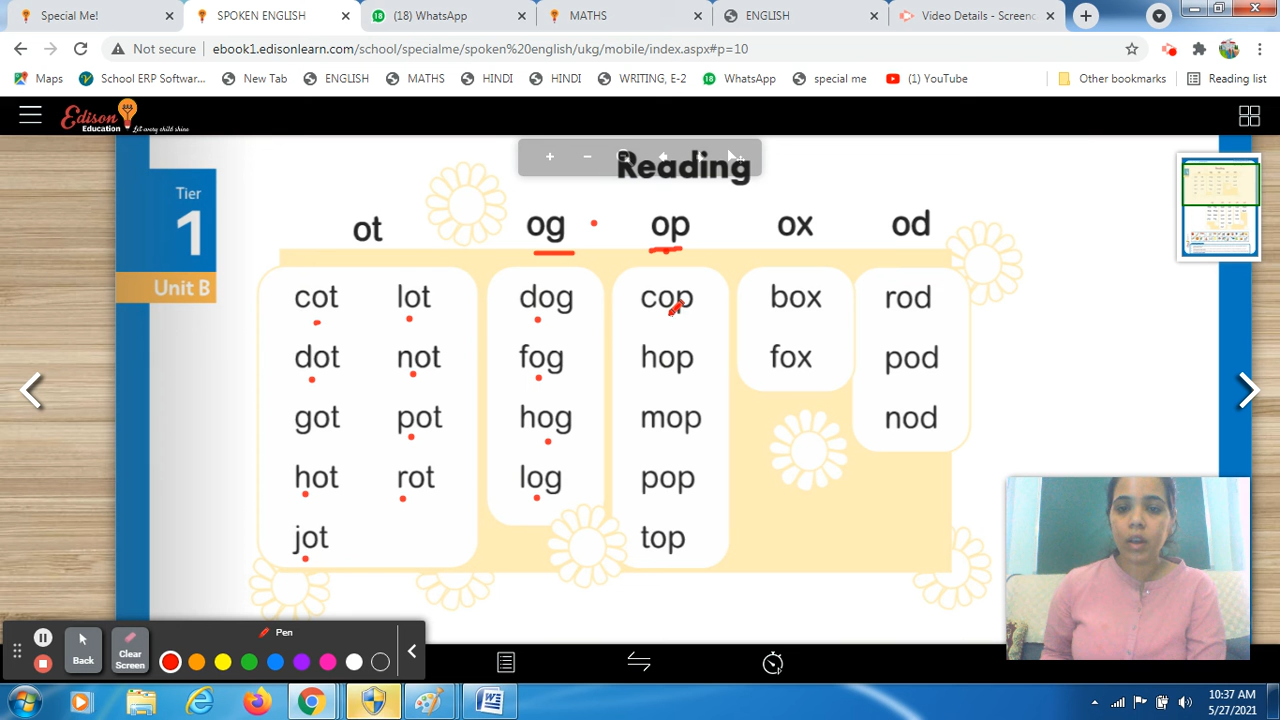 Special Me!
SPOKEN ENGLISH
(18) WhatsApp
MATHS
ENGLISH
Video Details - Screenc
Not secure
ebook1.edisonlearn.com/school/specialme/spoken%20english/ukg/mobile/index.aspx#p=10
Maps
School ERP Softwar...
New Tab
ENGLISH
MATHS
HINDI
HINDI
WRITING, E-2
WhatsApp
special me
(1) YouTube
Other bookmarks
Reading list
Edison
Education
Let every child shine
Reading
Tier
1
Unit B
ot og op ox od
cot lot dog cop box rod
dot not fog hop fox pod
got pot hog mop nod
hot rot log pop
jot top
Pen
Back
Clear
Screen
10:37 AM
5/27/2021